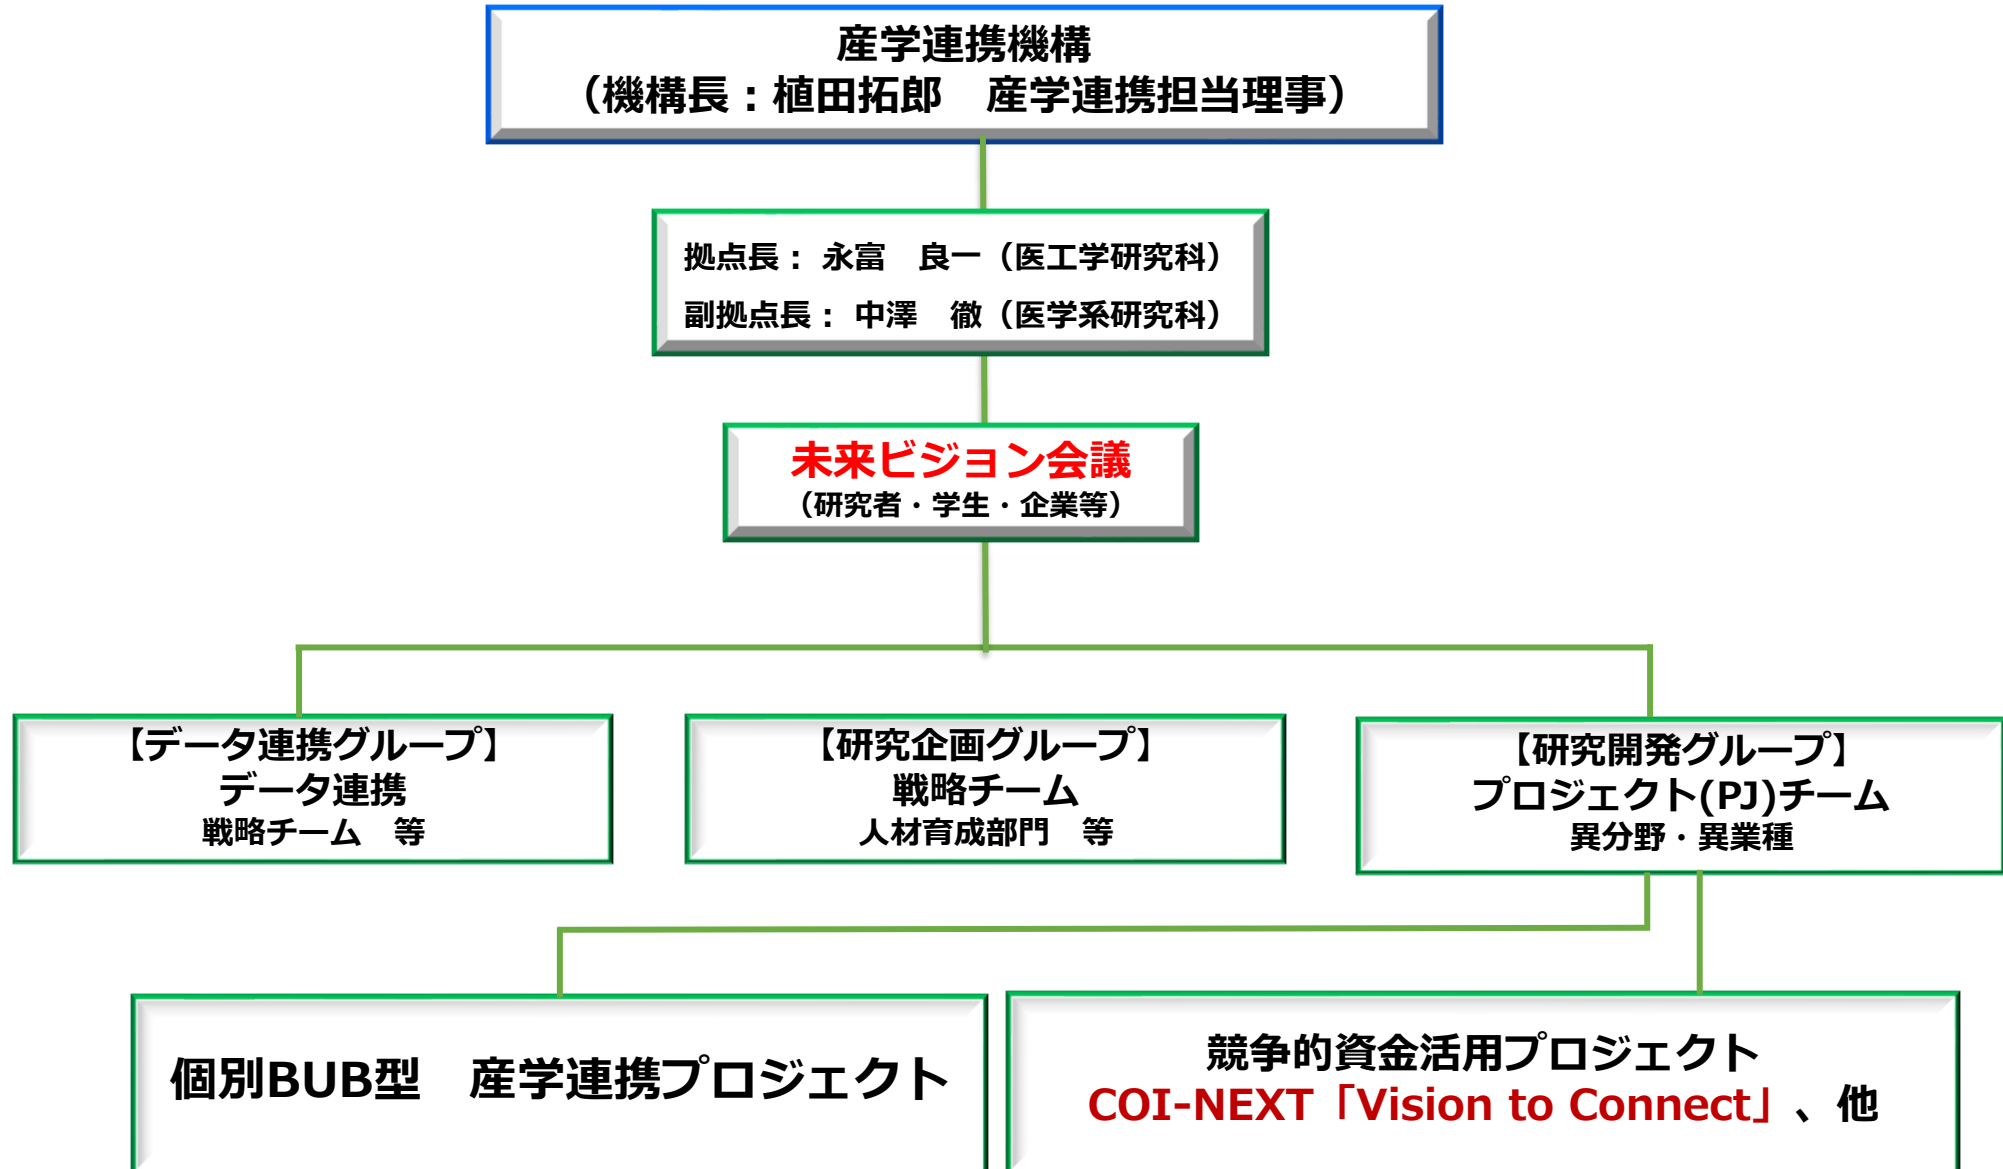 産学連携機構
（機構長：植田拓郎　産学連携担当理事）
拠点長： 永富　良一（医工学研究科）
副拠点長： 中澤　徹（医学系研究科）
未来ビジョン会議
（研究者・学生・企業等）
【データ連携グループ】
データ連携
戦略チーム　等
【研究企画グループ】
戦略チーム
人材育成部門　等
【研究開発グループ】
プロジェクト(PJ)チーム
異分野・異業種
個別BUB型　産学連携プロジェクト
競争的資金活用プロジェクト
COI-NEXT「Vision to Connect」、他